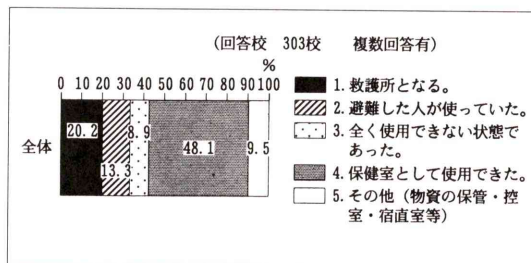 (回答校 303校 複数回答有)
%
0 10 20 30 40 50 60 70 80 90 100
全体
20.2
13.3
8.9
48.1
9.5
1. 救護所となる。
2. 避難した人が使っていた。
3. 全く使用できない状態で
あった。
4. 保健室として使用できた。
5. その他（物資の保管・控
室・宿直室等）